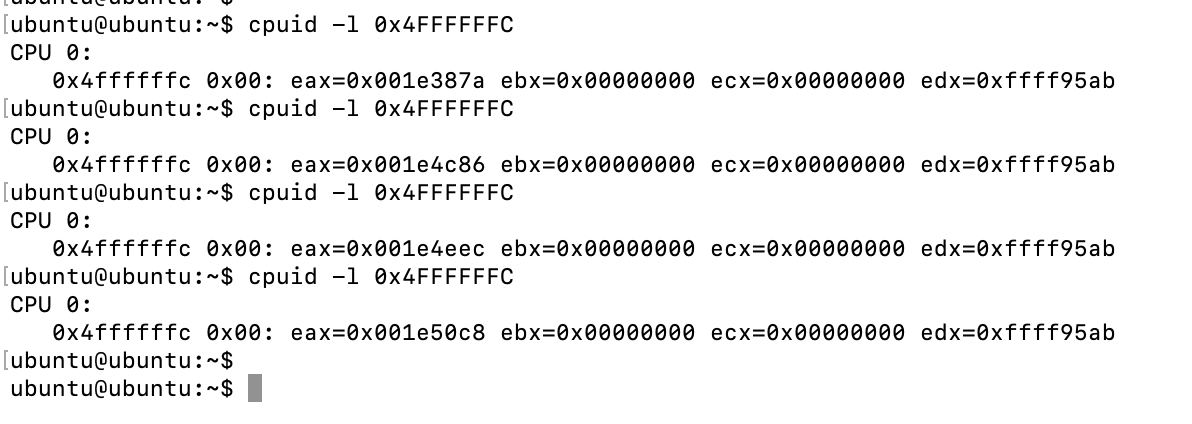 [ubuntu@ubuntu:~$ cpuid -l 0x4FFFFFFC
CPU 0:
   0x4ffffffc 0x00: eax=0x001e387a ebx=0x00000000 ecx=0x00000000 edx=0xffff95ab
[ubuntu@ubuntu:~$ cpuid -l 0x4FFFFFFC
CPU 0:
   0x4ffffffc 0x00: eax=0x001e4c86 ebx=0x00000000 ecx=0x00000000 edx=0xffff95ab
[ubuntu@ubuntu:~$ cpuid -l 0x4FFFFFFC
CPU 0:
   0x4ffffffc 0x00: eax=0x001e4eec ebx=0x00000000 ecx=0x00000000 edx=0xffff95ab
[ubuntu@ubuntu:~$ cpuid -l 0x4FFFFFFC
CPU 0:
   0x4ffffffc 0x00: eax=0x001e50c8 ebx=0x00000000 ecx=0x00000000 edx=0xffff95ab
[ubuntu@ubuntu:~$
ubuntu@ubuntu:~$